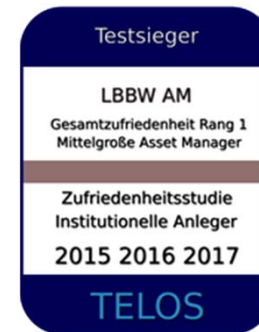 Testsieger
LBBW AM
Gesamtzufriedenheit Rang 1
Mittelgroße Asset Manager
Zufriedenheitsstudie
Institutionelle Anleger
2015 2016 2017
TELOS